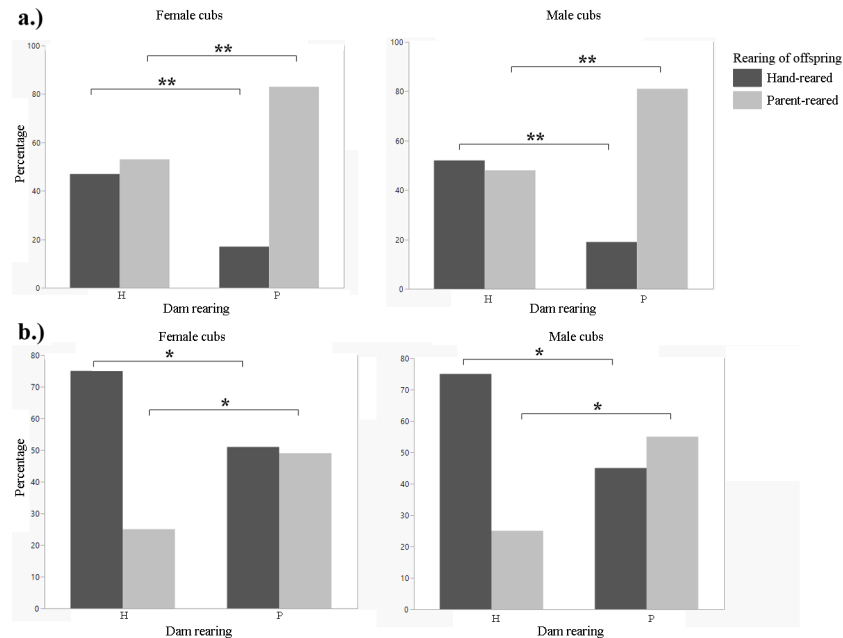 a.)
Female cubs
Male cubs
Rearing of offspring
Hand-reared
Parent-reared
Percentage
100
80
60
40
20
0
**
**
H
P
Dam rearing
100
80
60
40
20
0
**
**
H
P
Dam rearing
b.)
Female cubs
Male cubs
Percentage
80
70
60
50
40
30
20
10
0
*
*
H
P
Dam rearing
80
70
60
50
40
30
20
10
0
*
*
H
P
Dam rearing